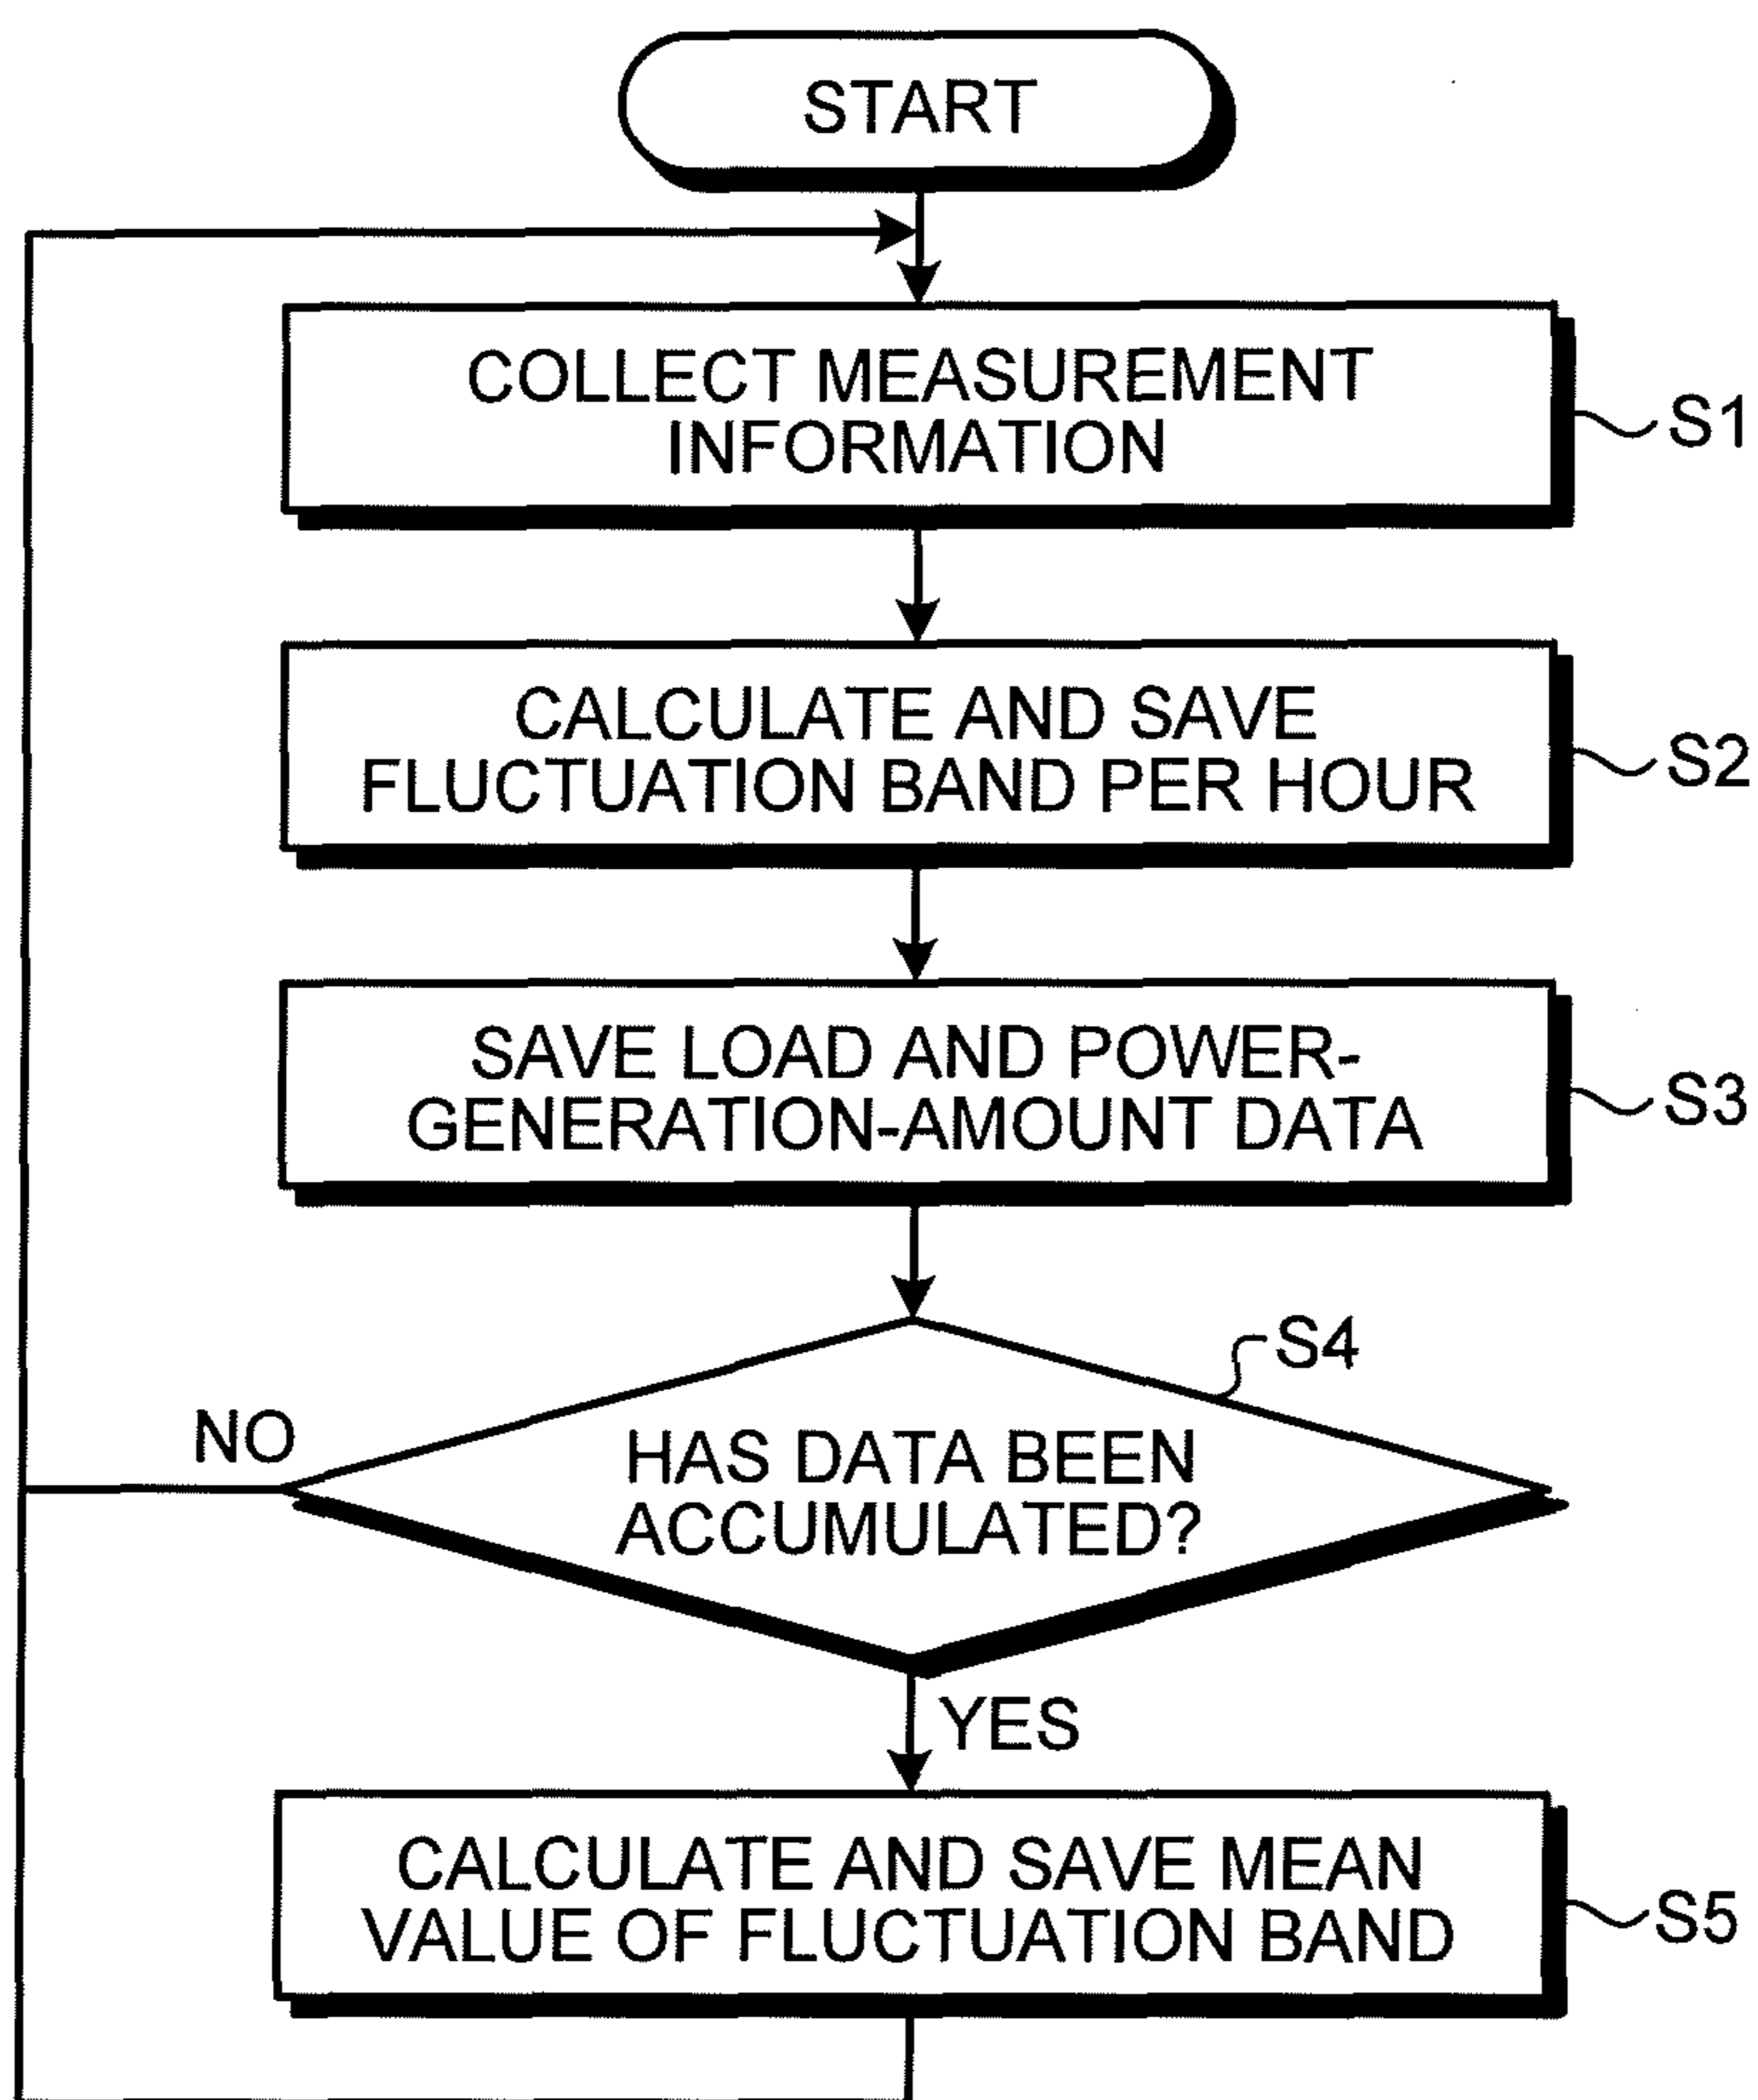 START
COLLECT MEASUREMENT
INFORMATION
S1
CALCULATE AND SAVE
FLUCTUATION BAND PER HOUR
S2
SAVE LOAD AND POWER-
GENERATION-AMOUNT DATA
S3
S4
NO
HAS DATA BEEN
ACCUMULATED?
YES
CALCULATE AND SAVE MEAN
VALUE OF FLUCTUATION BAND
S5